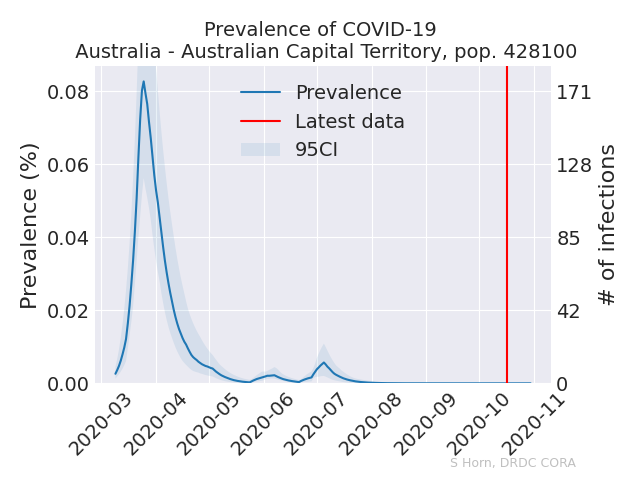 Prevalence of COVID-19
Australia - Australian Capital Territory, pop. 428100
Prevalence
Latest data
95CI
Prevalence (%)
0.08
0.06
0.04
0.02
0.00
171
128
85
42
0
# of infections
2020-03
2020-04
2020-05
2020-06
2020-07
2020-08
2020-09
2020-10
2020-11
S Horn, DRDC CORA